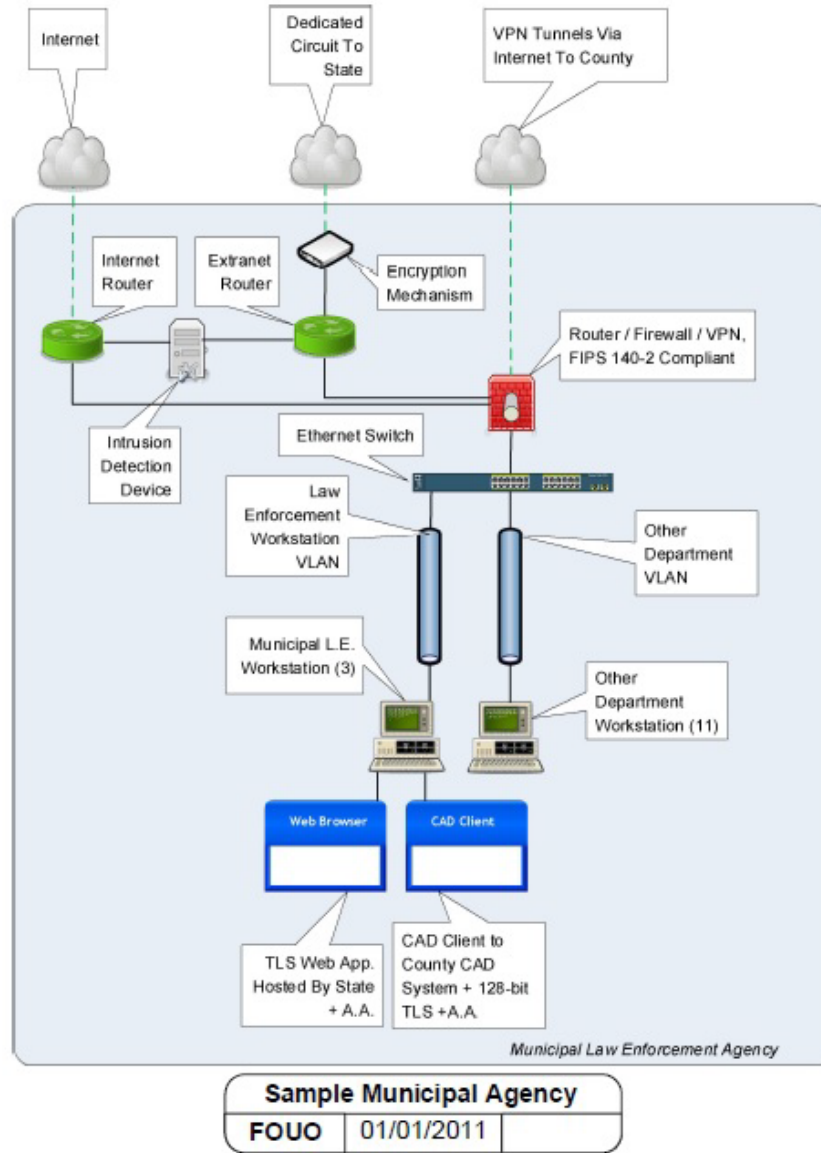 Internet
Dedicated
Circuit To
State
VPN Tunnels Via
Internet To County
Internet
Router
Extranet
Router
Encryption
Mechanism
Router / Firewall / VPN,
FIPS 140-2 Compliant
Intrusion
Detection
Device
Ethernet Switch
Law
Enforcement
Workstation
VLAN
Other
Department
VLAN
Municipal L.E.
Workstation (3)
Other
Department
Workstation (11)
Web Browser
CAD Client
TLS Web App.
Hosted By State
+ A.A.
CAD Client to
County CAD
System + 128-bit
TLS +A.A.
Municipal Law Enforcement Agency
Sample Municipal Agency
FOUO 01/01/2011